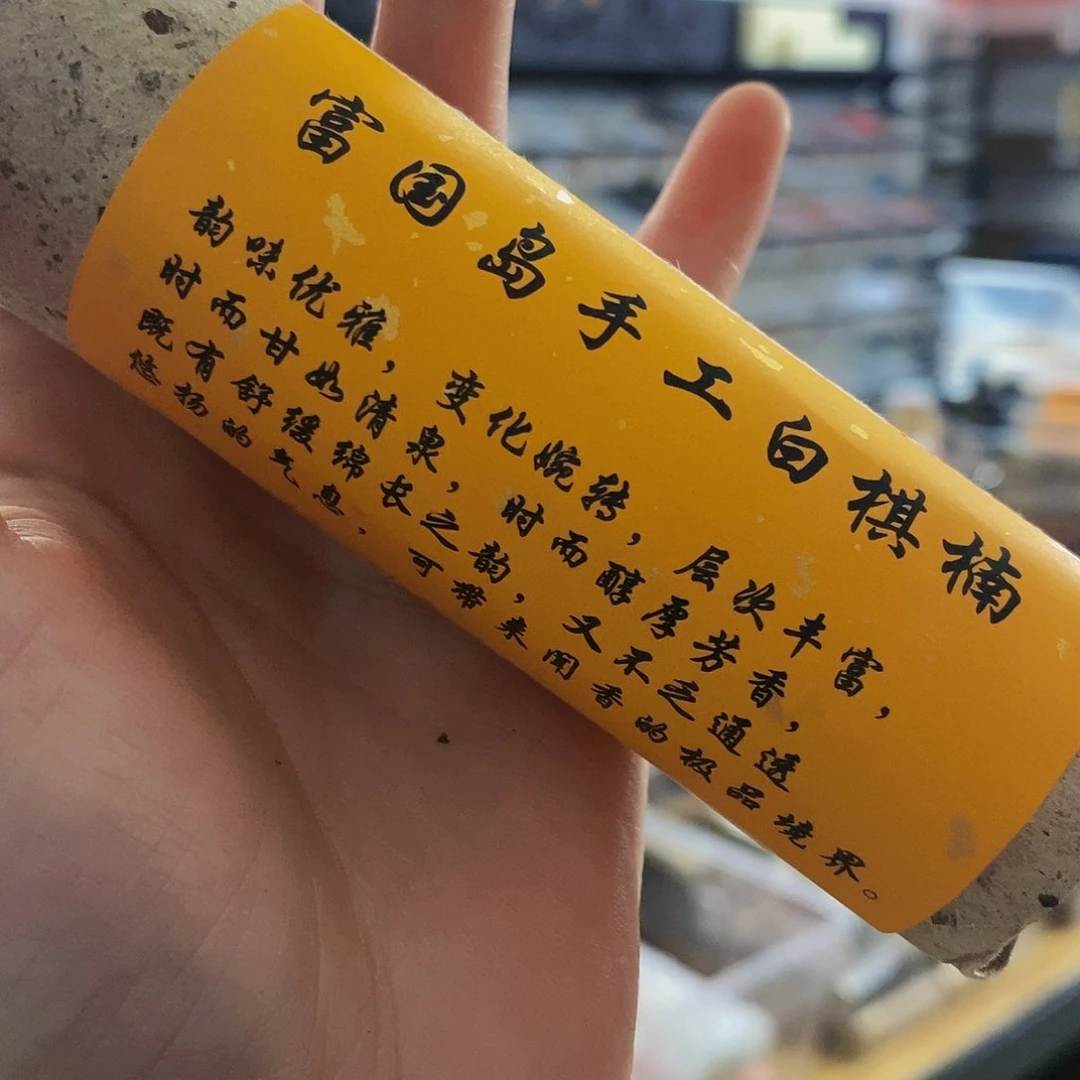 富国岛手工白棋楠
韵味优雅，变化婉转，层次丰富，
时而甘如清泉，时而醇厚芳香，
既有舒缓绵长之韵，又不乏通透
悠扬的气息，可带来闻香的极品境界。